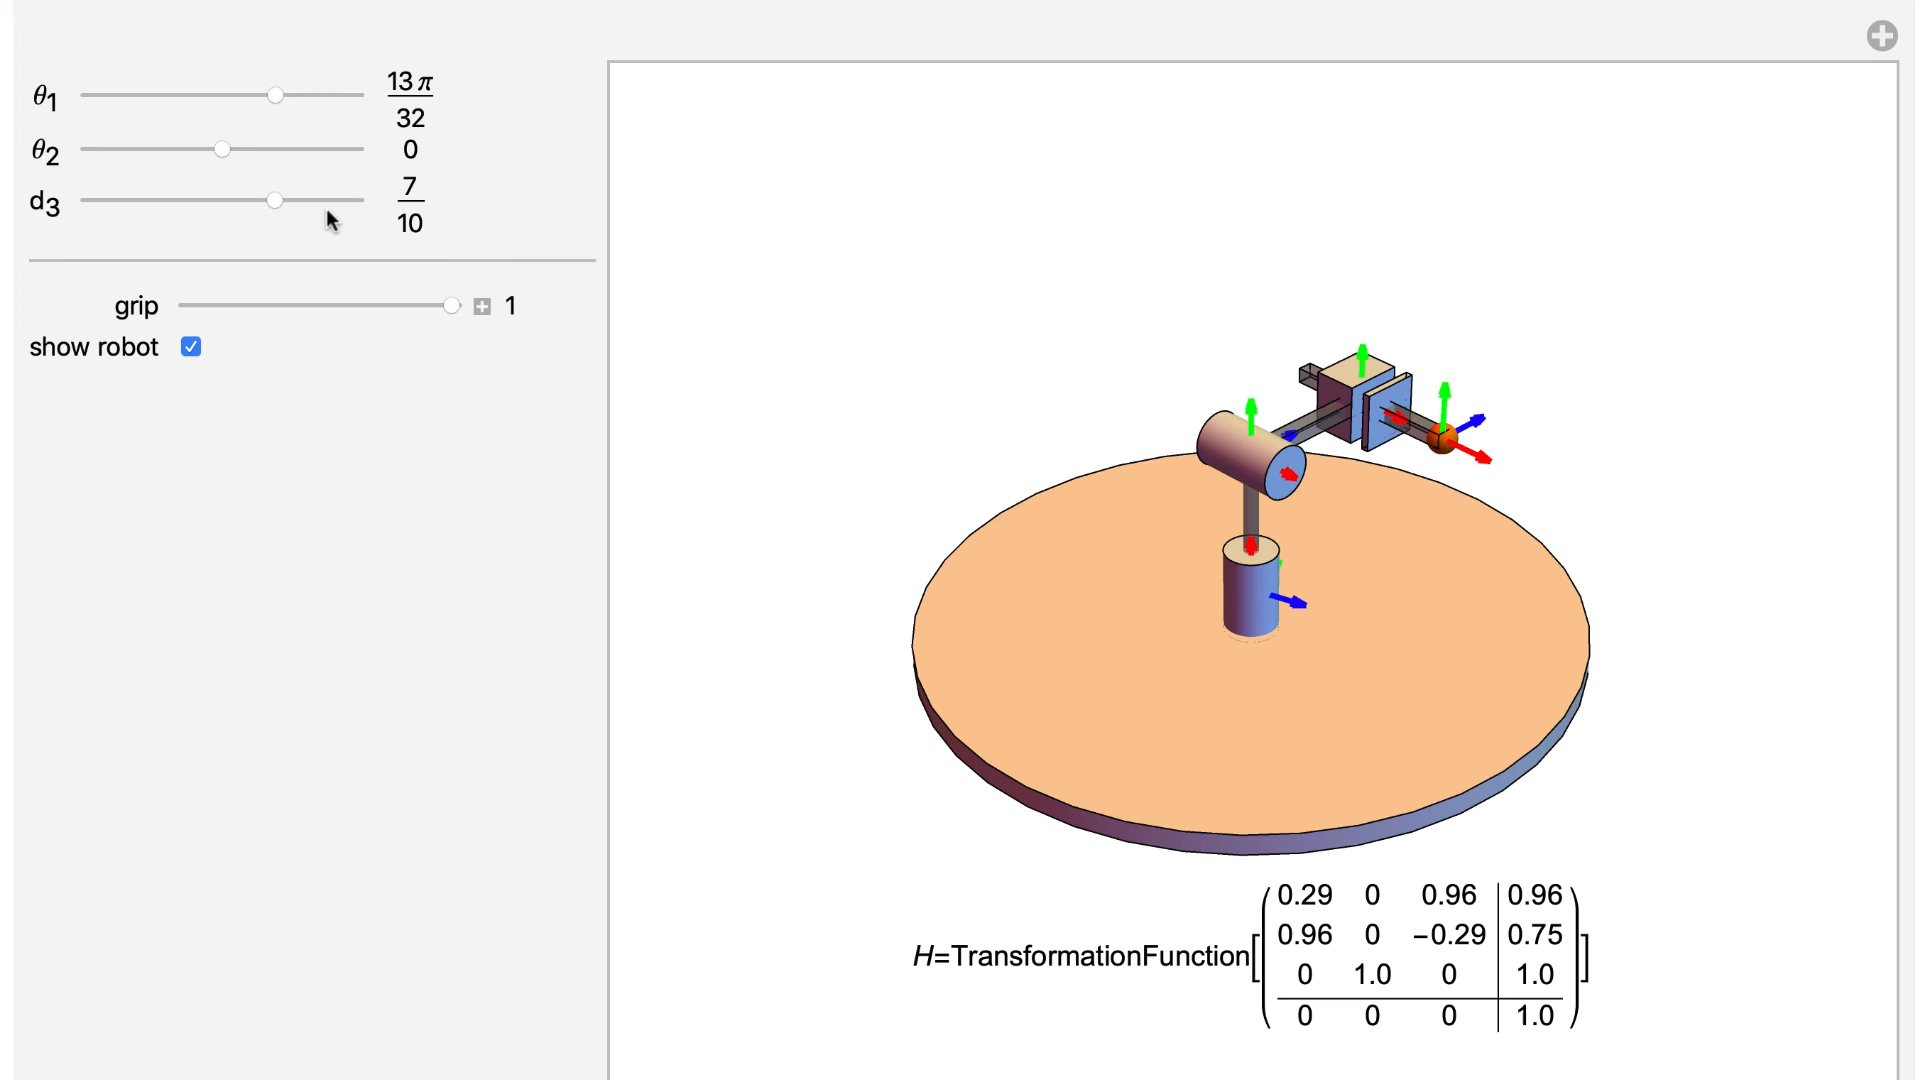 θ1 13 π / 32
θ2 0
d3 7 / 10
grip 1
show robot
H=TransformationFunction[
0.29 0 0.96 0.96
0.96 0 −0.29 0.75
0 1.0 0 1.0
0 0 0 1.0
]